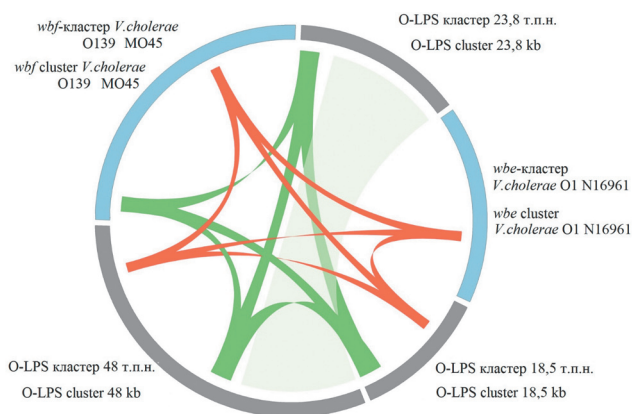 wbf-кластер V.cholerae
O139 MO45
wbf cluster V.cholerae
O139 MO45
O-LPS кластер 23,8 т.п.н.
O-LPS cluster 23,8 kb
wbe-кластер
V.cholerae O1 N16961
wbe cluster
V.cholerae O1 N16961
O-LPS кластер 48 т.п.н.
O-LPS cluster 48 kb
O-LPS кластер 18,5 т.п.н.
O-LPS cluster 18,5 kb